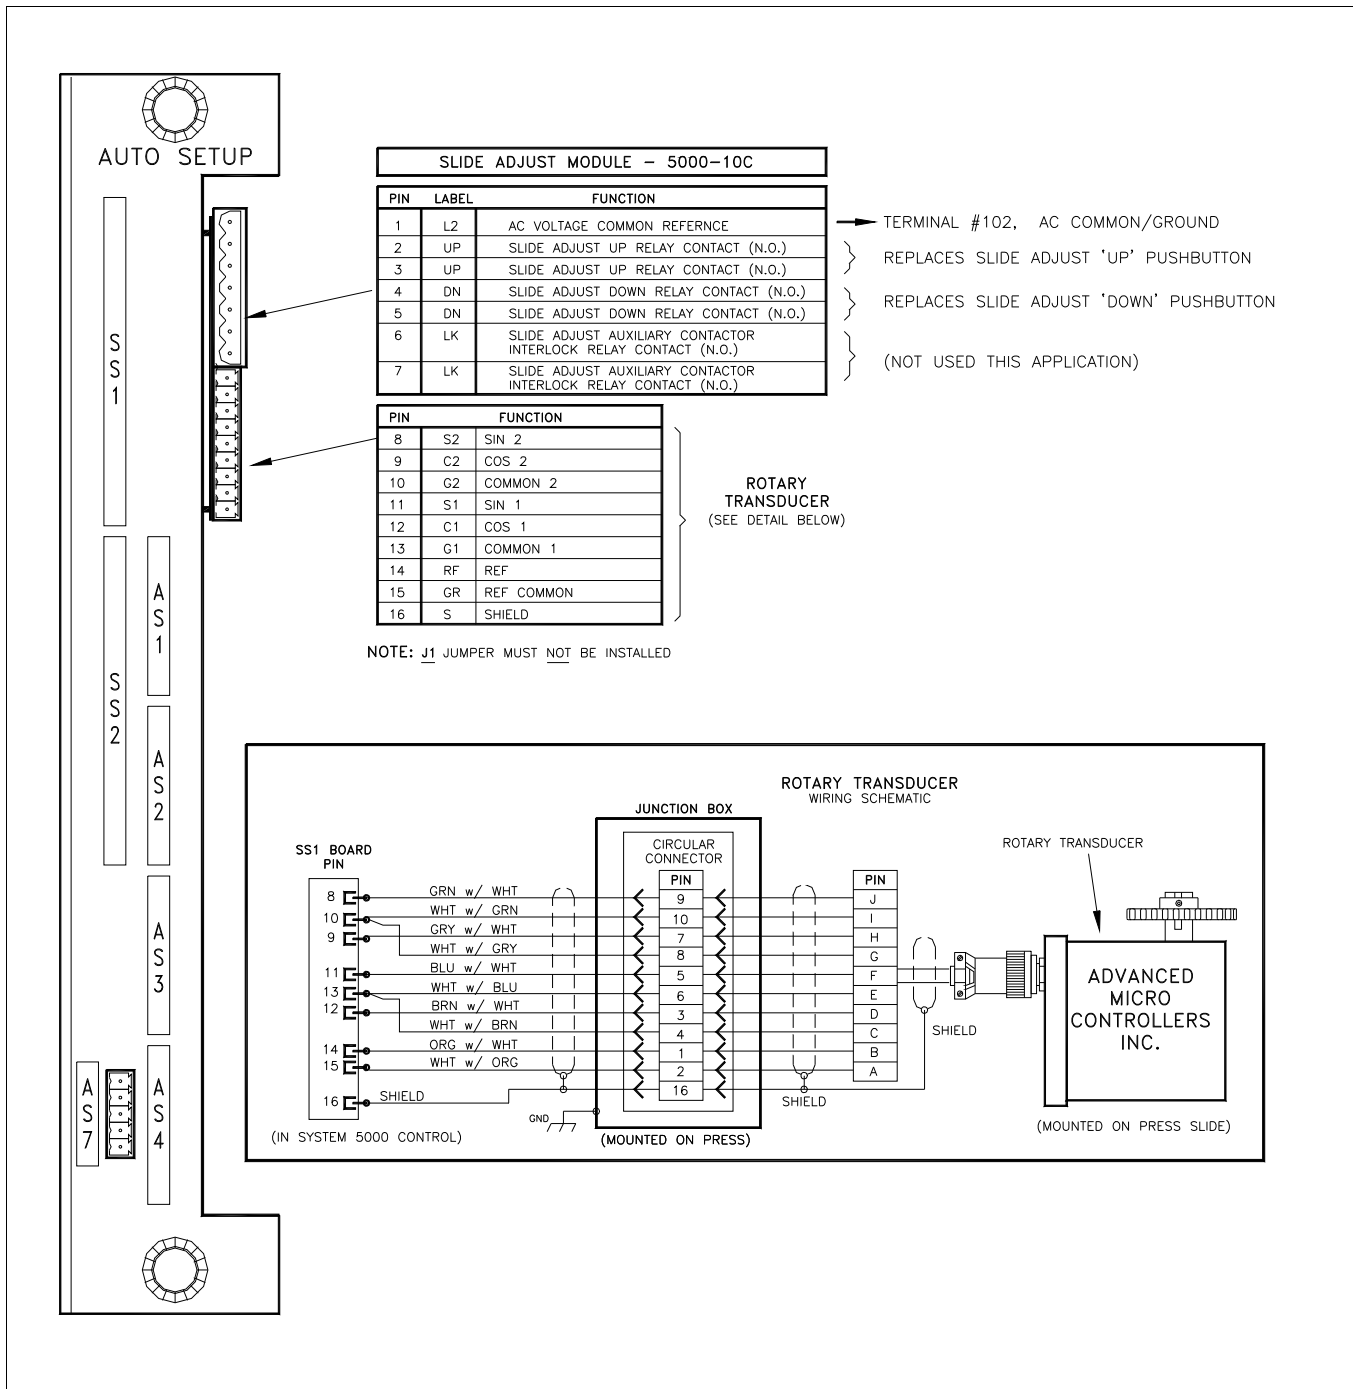 AUTO SETUP
SS1
SS2
AS1
AS2
AS3
AS4
AS7
SLIDE ADJUST MODULE - 5000-10C
PIN LABEL FUNCTION
1 L2 AC VOLTAGE COMMON REFERNCE
2 UP SLIDE ADJUST UP RELAY CONTACT (N.O.)
3 UP SLIDE ADJUST UP RELAY CONTACT (N.O.)
4 DN SLIDE ADJUST DOWN RELAY CONTACT (N.O.)
5 DN SLIDE ADJUST DOWN RELAY CONTACT (N.O.)
6 LK SLIDE ADJUST AUXILIARY CONTACTOR
INTERLOCK RELAY CONTACT (N.O.)
7 LK SLIDE ADJUST AUXILIARY CONTACTOR
INTERLOCK RELAY CONTACT (N.O.)
TERMINAL #102, AC COMMON/GROUND
REPLACES SLIDE ADJUST 'UP' PUSHBUTTON
REPLACES SLIDE ADJUST 'DOWN' PUSHBUTTON
(NOT USED THIS APPLICATION)
PIN FUNCTION
8 S2 SIN 2
9 C2 COS 2
10 G2 COMMON 2
11 S1 SIN 1
12 C1 COS 1
13 G1 COMMON 1
14 RF REF
15 GR REF COMMON
16 S SHIELD
ROTARY
TRANSDUCER
(SEE DETAIL BELOW)
NOTE: J1 JUMPER MUST NOT BE INSTALLED
ROTARY TRANSDUCER
WIRING SCHEMATIC
SS1 BOARD
PIN
8
10
9
11
13
12
14
15
16
(IN SYSTEM 5000 CONTROL)
GRN w/ WHT
WHT w/ GRN
GRY w/ WHT
WHT w/ GRY
BLU w/ WHT
WHT w/ BLU
BRN w/ WHT
WHT w/ BRN
ORG w/ WHT
WHT w/ ORG
SHIELD
JUNCTION BOX
CIRCULAR
CONNECTOR
PIN
9
10
7
8
5
6
3
4
1
2
16
GND
(MOUNTED ON PRESS)
SHIELD
PIN
J
I
H
G
F
E
D
C
B
A
SHIELD
ROTARY TRANSDUCER
ADVANCED
MICRO
CONTROLLERS
INC.
(MOUNTED ON PRESS SLIDE)